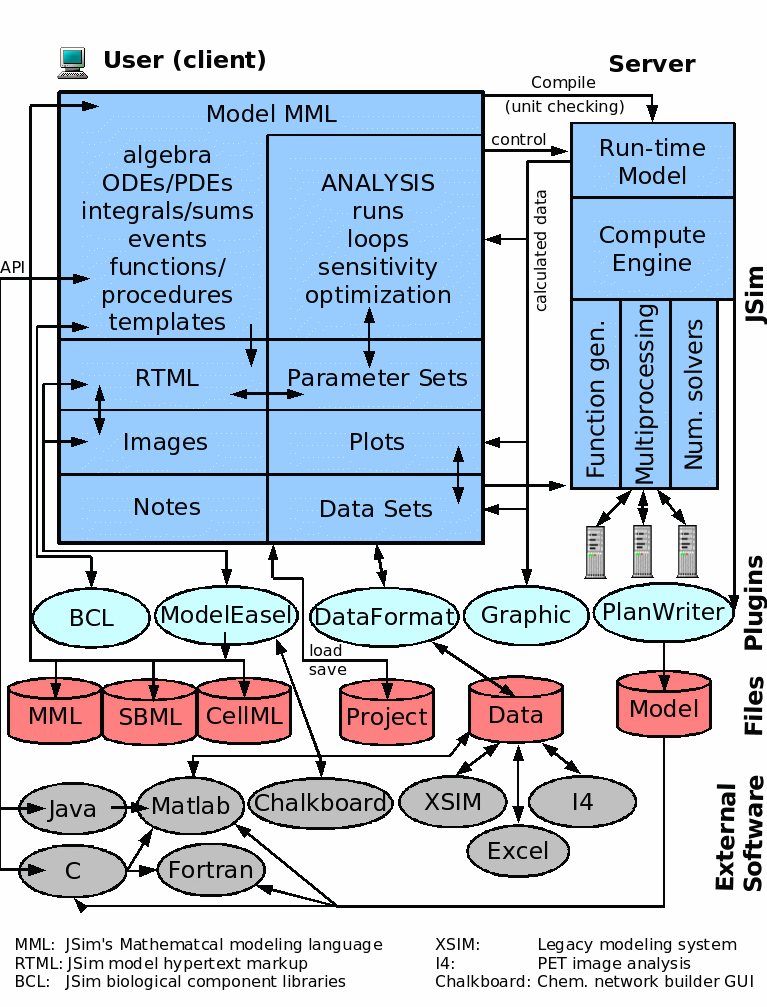 User (client)
Server
Compile
(unit checking)
control
Model MML
algebra
ODEs/PDEs
integrals/sums
events
functions/
procedures
templates
ANALYSIS
runs
loops
sensitivity
optimization
API
calculated data
Run-time
Model
Compute
Engine
Function gen.
Multiprocessing
Num. solvers
JSim
RTML
Parameter Sets
Images
Plots
Notes
Data Sets
BCL
ModelEasel
DataFormat
Graphic
PlanWriter
Plugins
load
save
MML
SBML
CellML
Project
Data
Model
Files
Java
Matlab
Chalkboard
XSIM
I4
C
Fortran
Excel
External
Software
MML: JSim's Mathematcal modeling language
RTML: JSim model hypertext markup
BCL: JSim biological component libraries
XSIM: Legacy modeling system
I4: PET image analysis
Chalkboard: Chem. network builder GUI